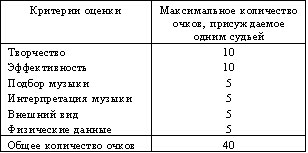 Критерии оценки Максимальное количество
очков, присуждаемое
одним судьей
Творчество 10
Эффективность 10
Подбор музыки 5
Интерпретация музыки 5
Внешний вид 5
Физические данные 5
Общее количество очков 40